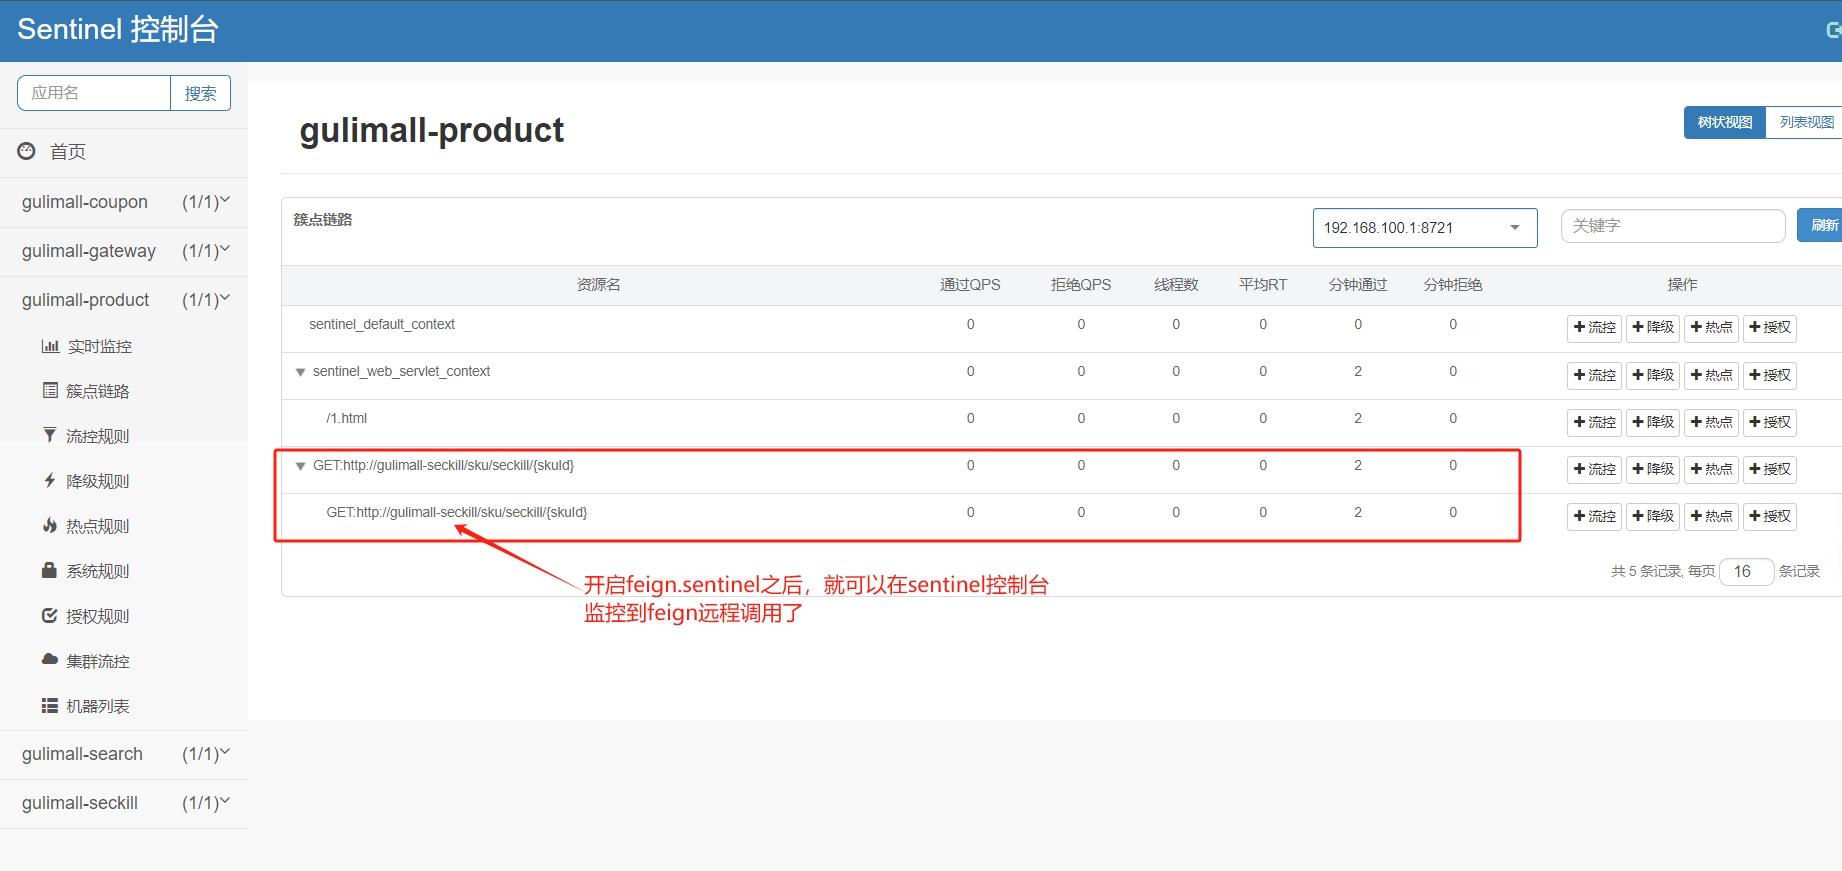 Sentinel 控制台
应用名 搜索
首页
gulimall-coupon (1/1)
gulimall-gateway (1/1)
gulimall-product (1/1)
实时监控
簇点链路
流控规则
降级规则
热点规则
系统规则
授权规则
集群流控
机器列表
gulimall-search (1/1)
gulimall-seckill (1/1)
gulimall-product
树状视图 列表视图
簇点链路 192.168.100.1:8721 关键字 刷新
资源名 通过QPS 拒绝QPS 线程数 平均RT 分钟通过 分钟拒绝 操作
sentinel_default_context 0 0 0 0 0 0 流控 降级 热点 授权
sentinel_web_servlet_context 0 0 0 0 2 0 流控 降级 热点 授权
/1.html 0 0 0 0 2 0 流控 降级 热点 授权
GET:http://gulimall-seckill/sku/seckill/{skuId} 0 0 0 0 2 0 流控 降级 热点 授权
GET:http://gulimall-seckill/sku/seckill/{skuId} 0 0 0 0 2 0 流控 降级 热点 授权
共 5 条记录, 每页 16 条记录
开启feign.sentinel之后，就可以在sentinel控制台
监控到feign远程调用了